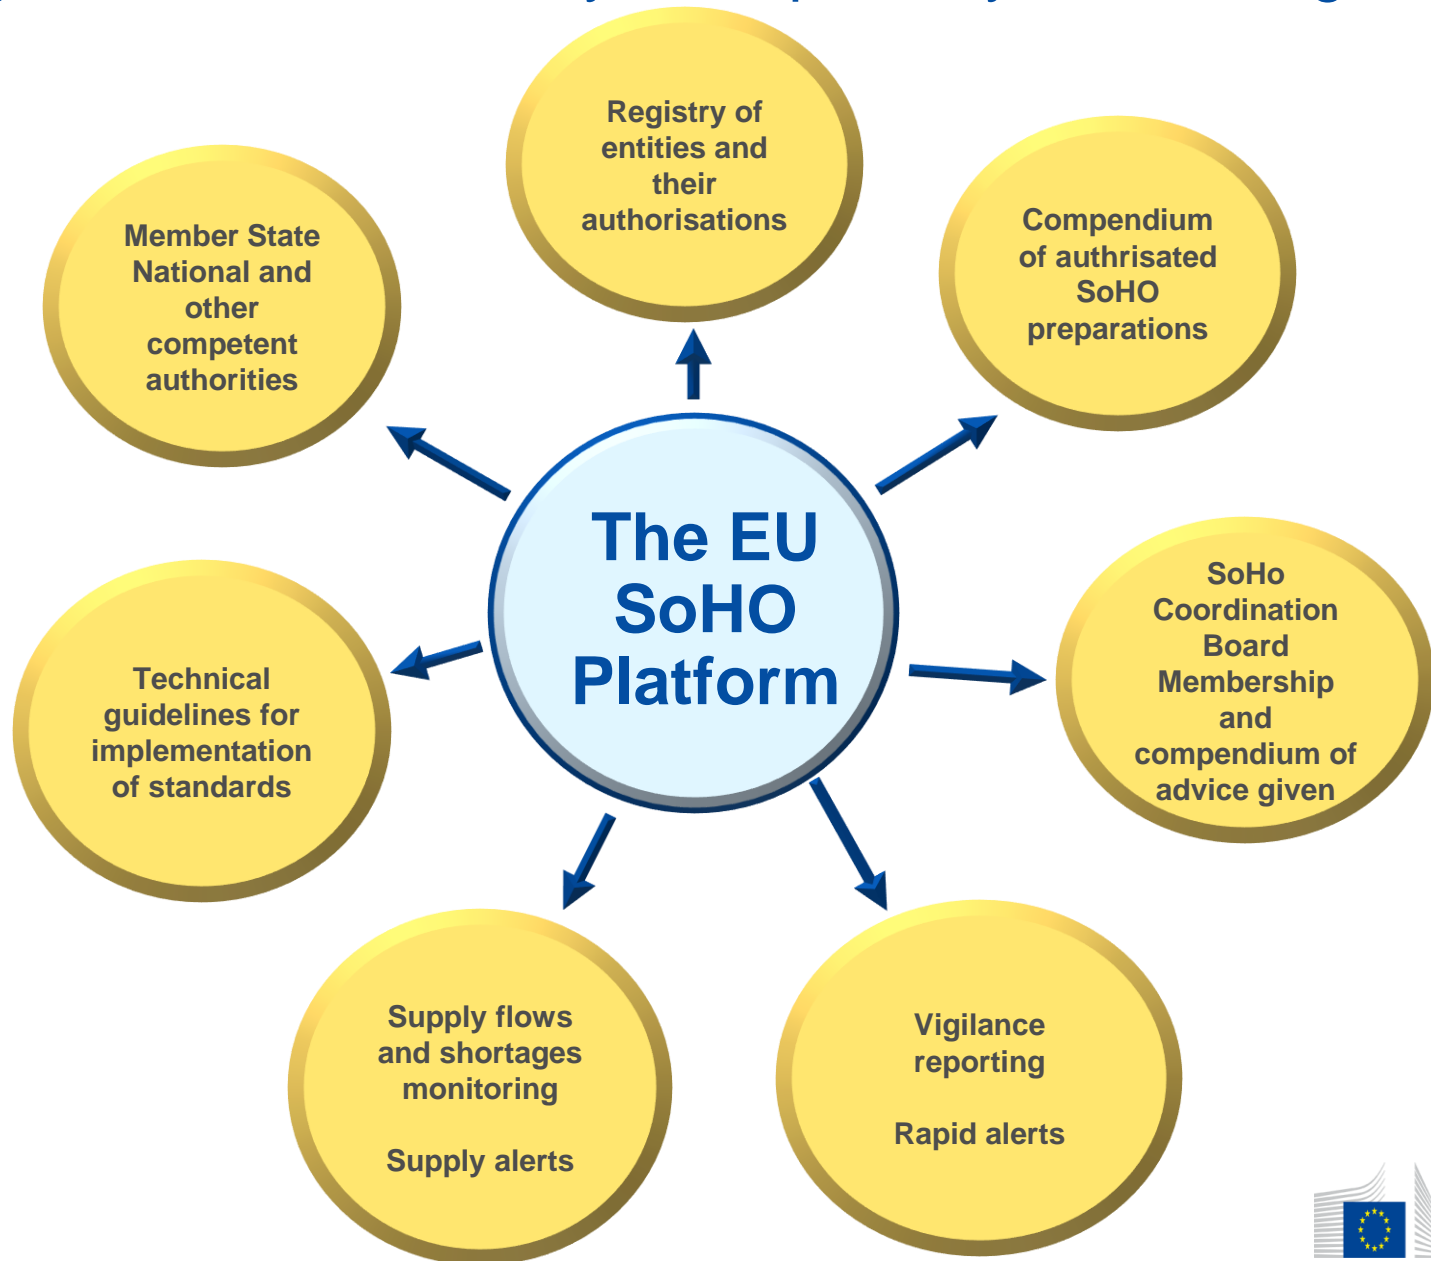 Registry of
entities and
their
authorisations
Compendium
of authrisated
SoHO
preparations
SoHo
Coordination
Board
Membership
and
compendium of
advice given
Vigilance
reporting
Rapid alerts
Supply flows
and shortages
monitoring
Supply alerts
Technical
guidelines for
implementation
of standards
Member State
National and
other
competent
authorities
The EU
SoHO
Platform